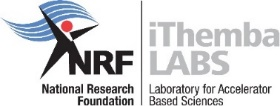 NRF
National Research
Foundation
iThemba
LABS
Laboratory for Accelerator
Based Sciences